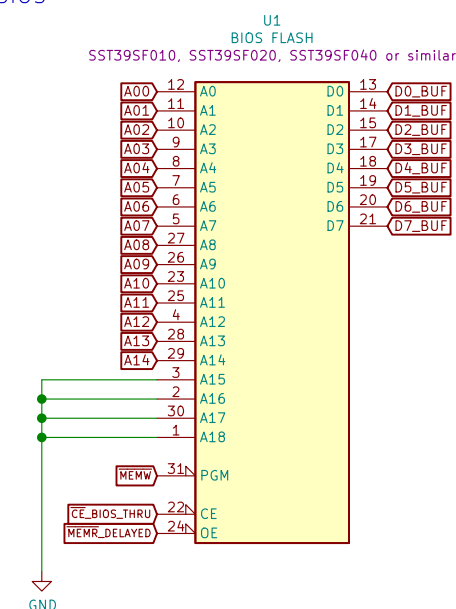 BIOS
U1
BIOS FLASH
SST39SF010, SST39SF020, SST39SF040 or similar
A00 12 A0 D0 13 D0_BUF
A01 11 A1 D1 14 D1_BUF
A02 10 A2 D2 15 D2_BUF
A03 9 A3 D3 17 D3_BUF
A04 8 A4 D4 18 D4_BUF
A05 7 A5 D5 19 D5_BUF
A06 6 A6 D6 20 D6_BUF
A07 5 A7 D7 21 D7_BUF
A08 27 A8
A09 26 A9
A10 23 A10
A11 25 A11
A12 4 A12
A13 28 A13
A14 29 A14
3 A15
2 A16
30 A17
1 A18
MEMW 31 PGM
CE_BIOS_THRU 22 CE
MEMR_DELAYED 24 OE
GND